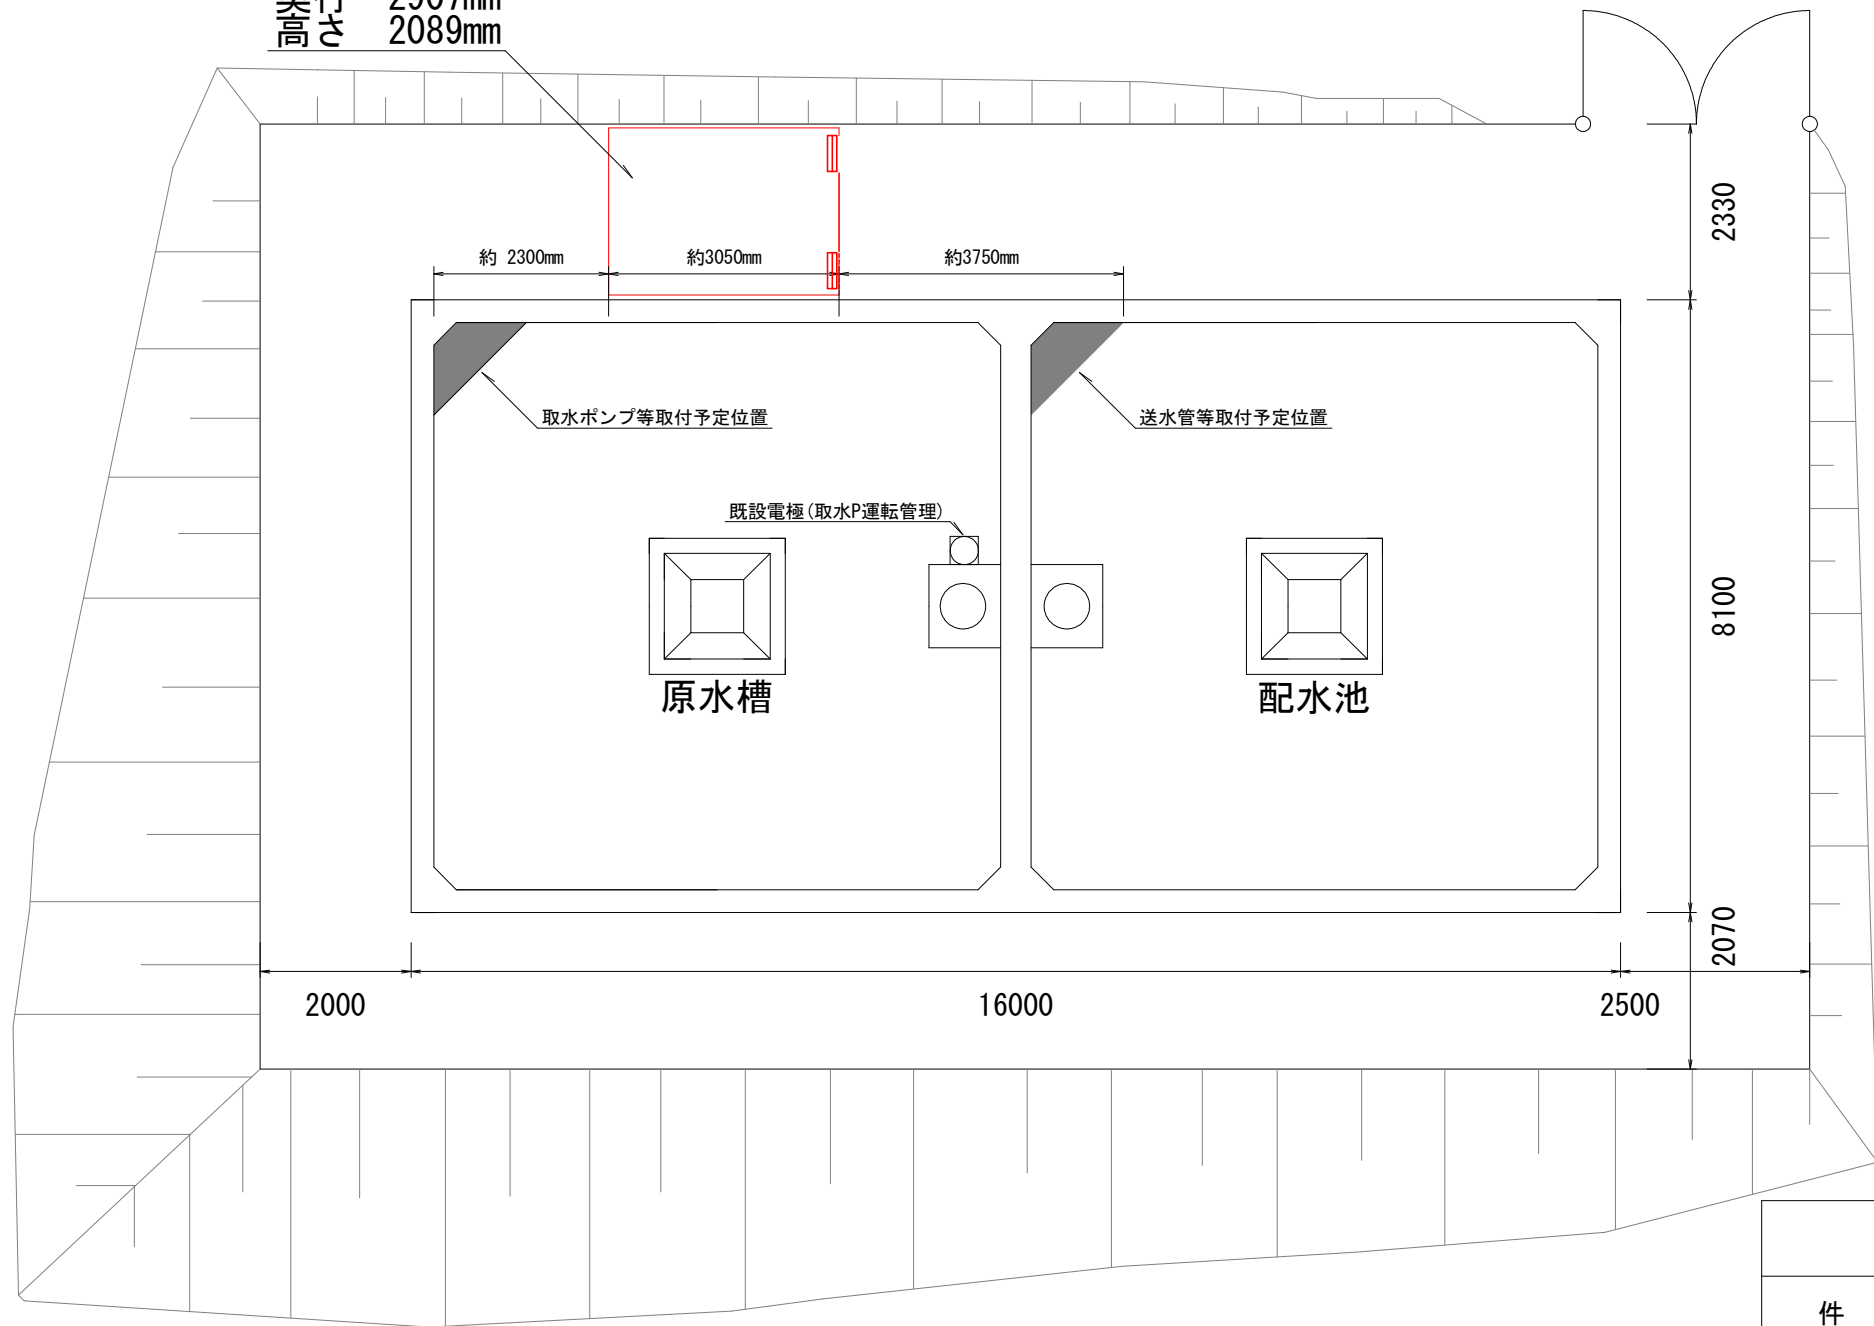 高さ 2089mm
約 2300mm
約3050mm
約3750mm
2330
取水ポンプ等取付予定位置
送水管等取付予定位置
既設電極(取水P運転管理)
8100
原水槽
配水池
2070
2000
16000
2500
件